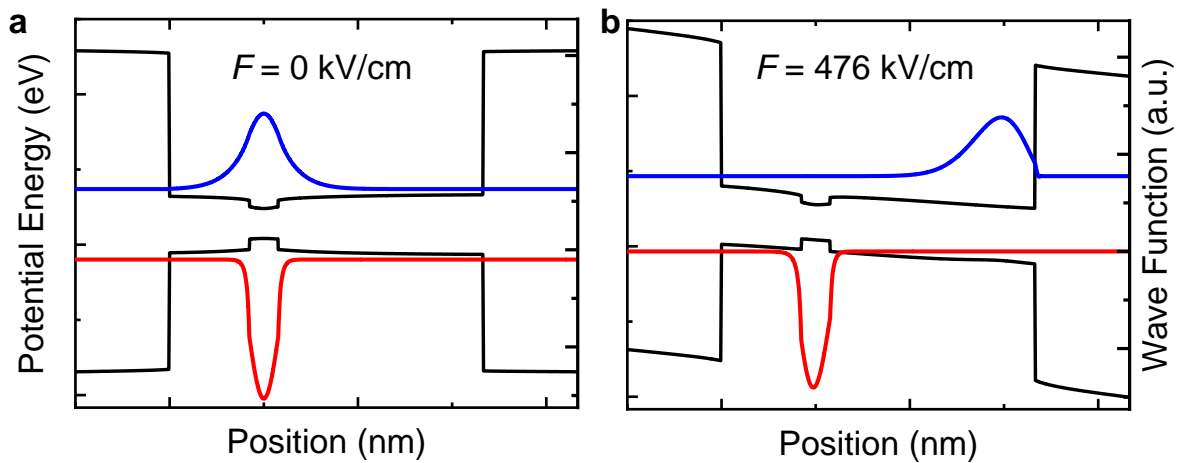 a
F = 0 kV/cm
Potential Energy (eV)
Position (nm)
b
F = 476 kV/cm
Wave Function (a.u.)
Position (nm)